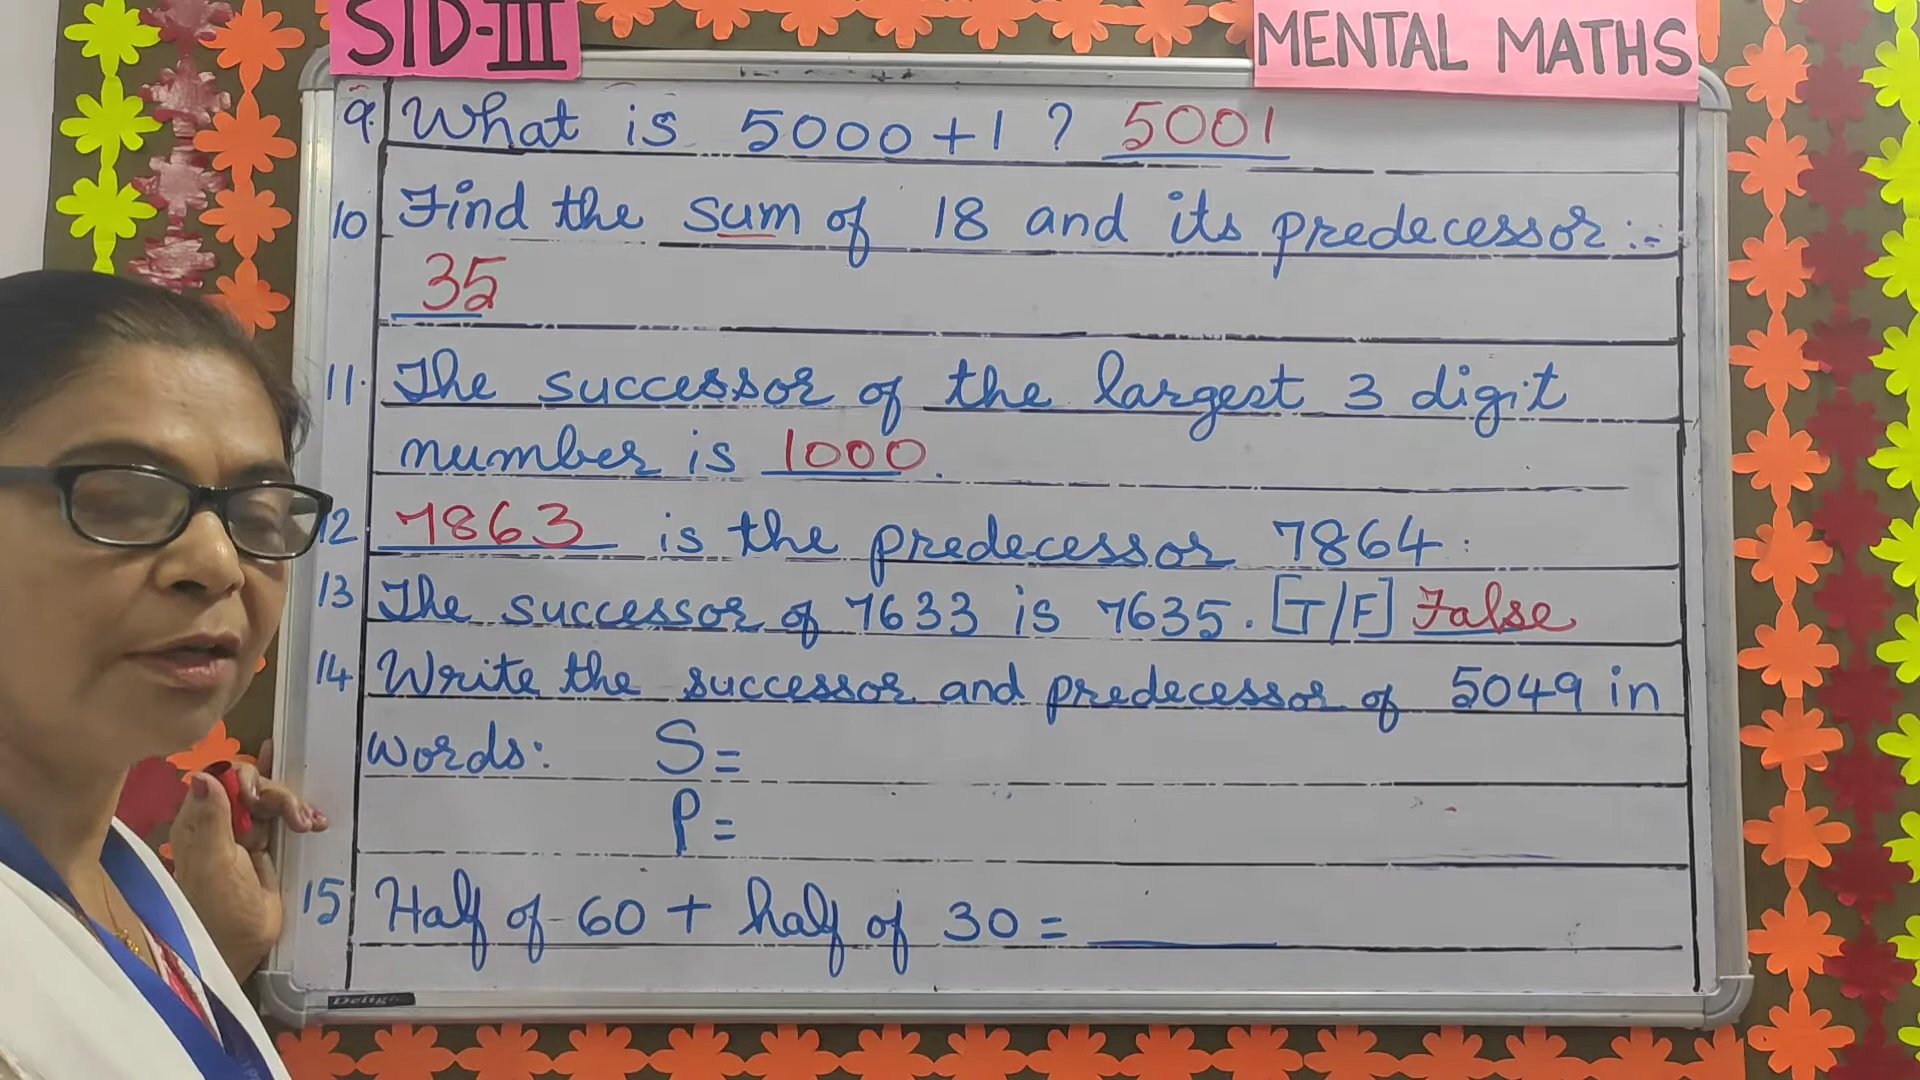 STD-III
MENTAL MATHS
9. What is 5000+1 ? 5001
10 Find the sum of 18 and its predecessor :-
35
11. The successor of the largest 3 digit
number is 1000.
12 7863 is the predecessor 7864.
13 The successor of 7633 is 7635. [T/F] False
14 Write the successor and predecessor of 5049 in
words: S=
P=
15 Half of 60 + half of 30 =